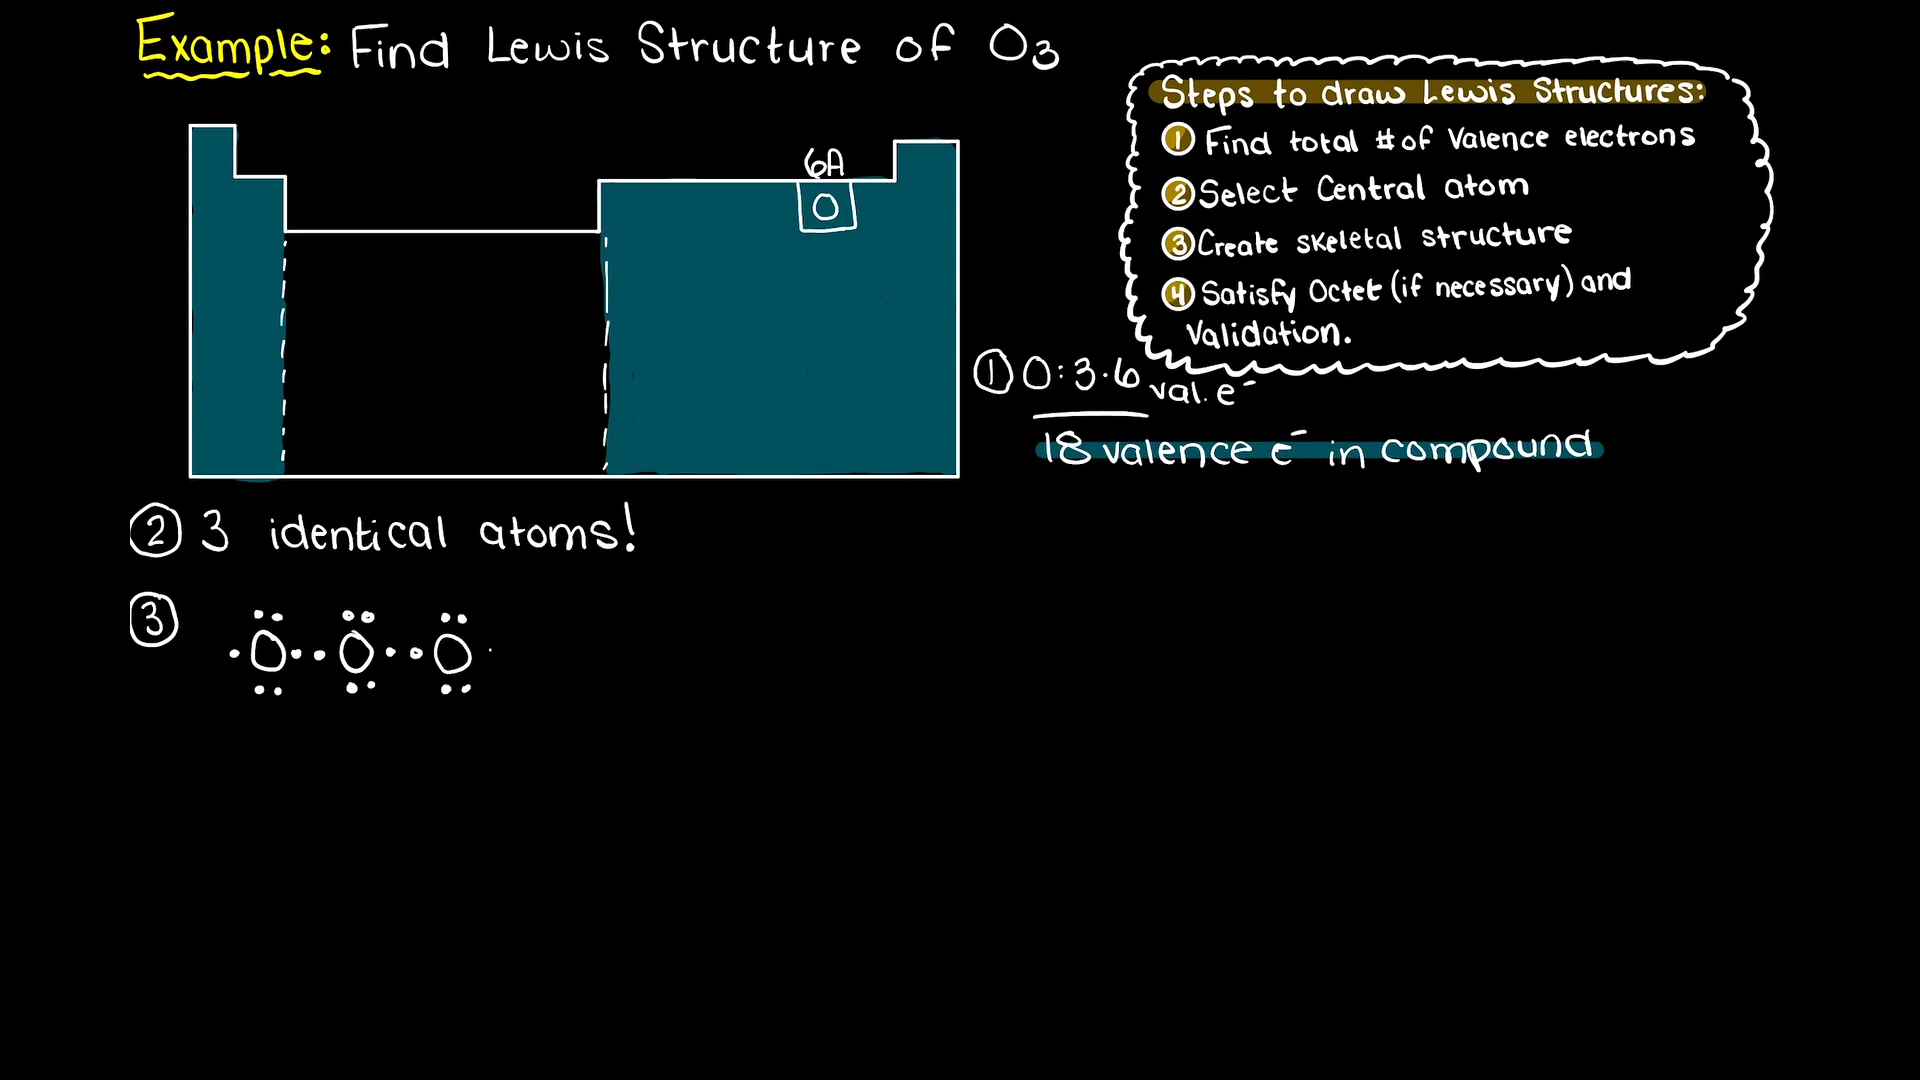 Example: Find Lewis Structure of O₃
Steps to draw Lewis Structures:
① Find total # of Valence electrons
② Select Central atom
③ Create skeletal structure
④ Satisfy Octet (if necessary) and
Validation.
6A
O
① O: 3·6 val. e⁻
18 valence e⁻ in compound
② 3 identical atoms!
③
O O O